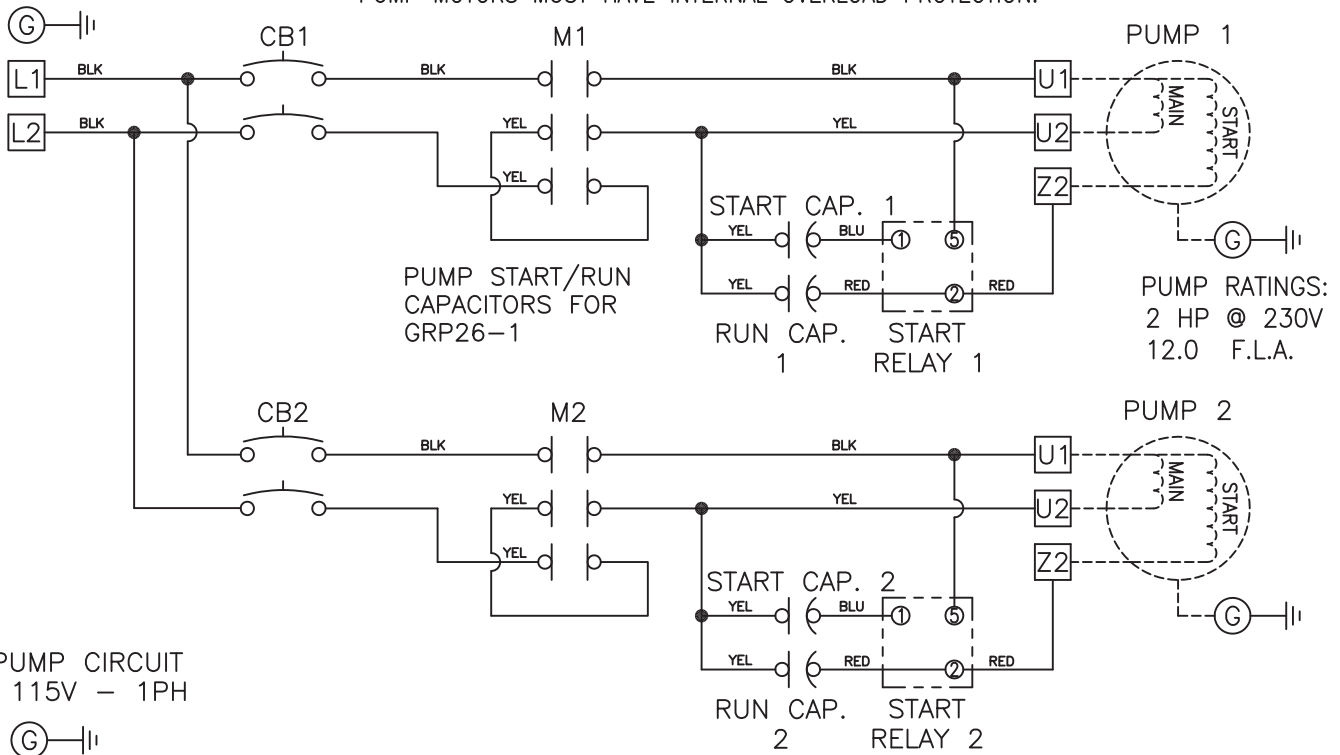 PUMP MOTORS MUST HAVE INTERNAL OVERLOAD PROTECTION.
G
CB1
M1
PUMP 1
L1
BLK
BLK
BLK
U1
MAIN
START
L2
BLK
YEL
YEL
U2
YEL
Z2
START CAP. 1
YEL
BLU
1
5
G
PUMP START/RUN
CAPACITORS FOR
GRP26-1
YEL
RED
2
RED
RUN CAP.
1
START
RELAY 1
PUMP RATINGS:
2 HP @ 230V
12.0 F.L.A.
CB2
M2
PUMP 2
BLK
BLK
U1
MAIN
START
YEL
YEL
U2
YEL
Z2
START CAP. 2
YEL
BLU
1
5
G
YEL
RED
2
RED
RUN CAP.
2
START
RELAY 2
PUMP CIRCUIT
115V - 1PH
G